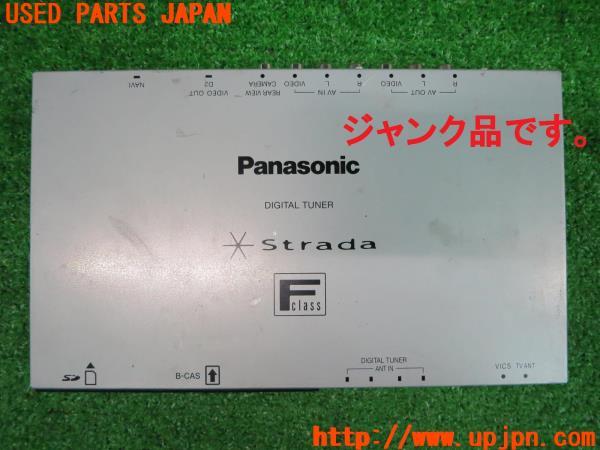 USED PARTS JAPAN
NAVI
D2
VIDEO OUT
REAR VIEW
CAMERA
VIDEO
L
R
AV IN
VIDEO
L
R
AV OUT
ジャンク品です。
Panasonic
DIGITAL TUNER
Strada
F
class
SD
B-CAS
DIGITAL TUNER
ANT IN
VICS TV ANT
http://www.upjpn.com